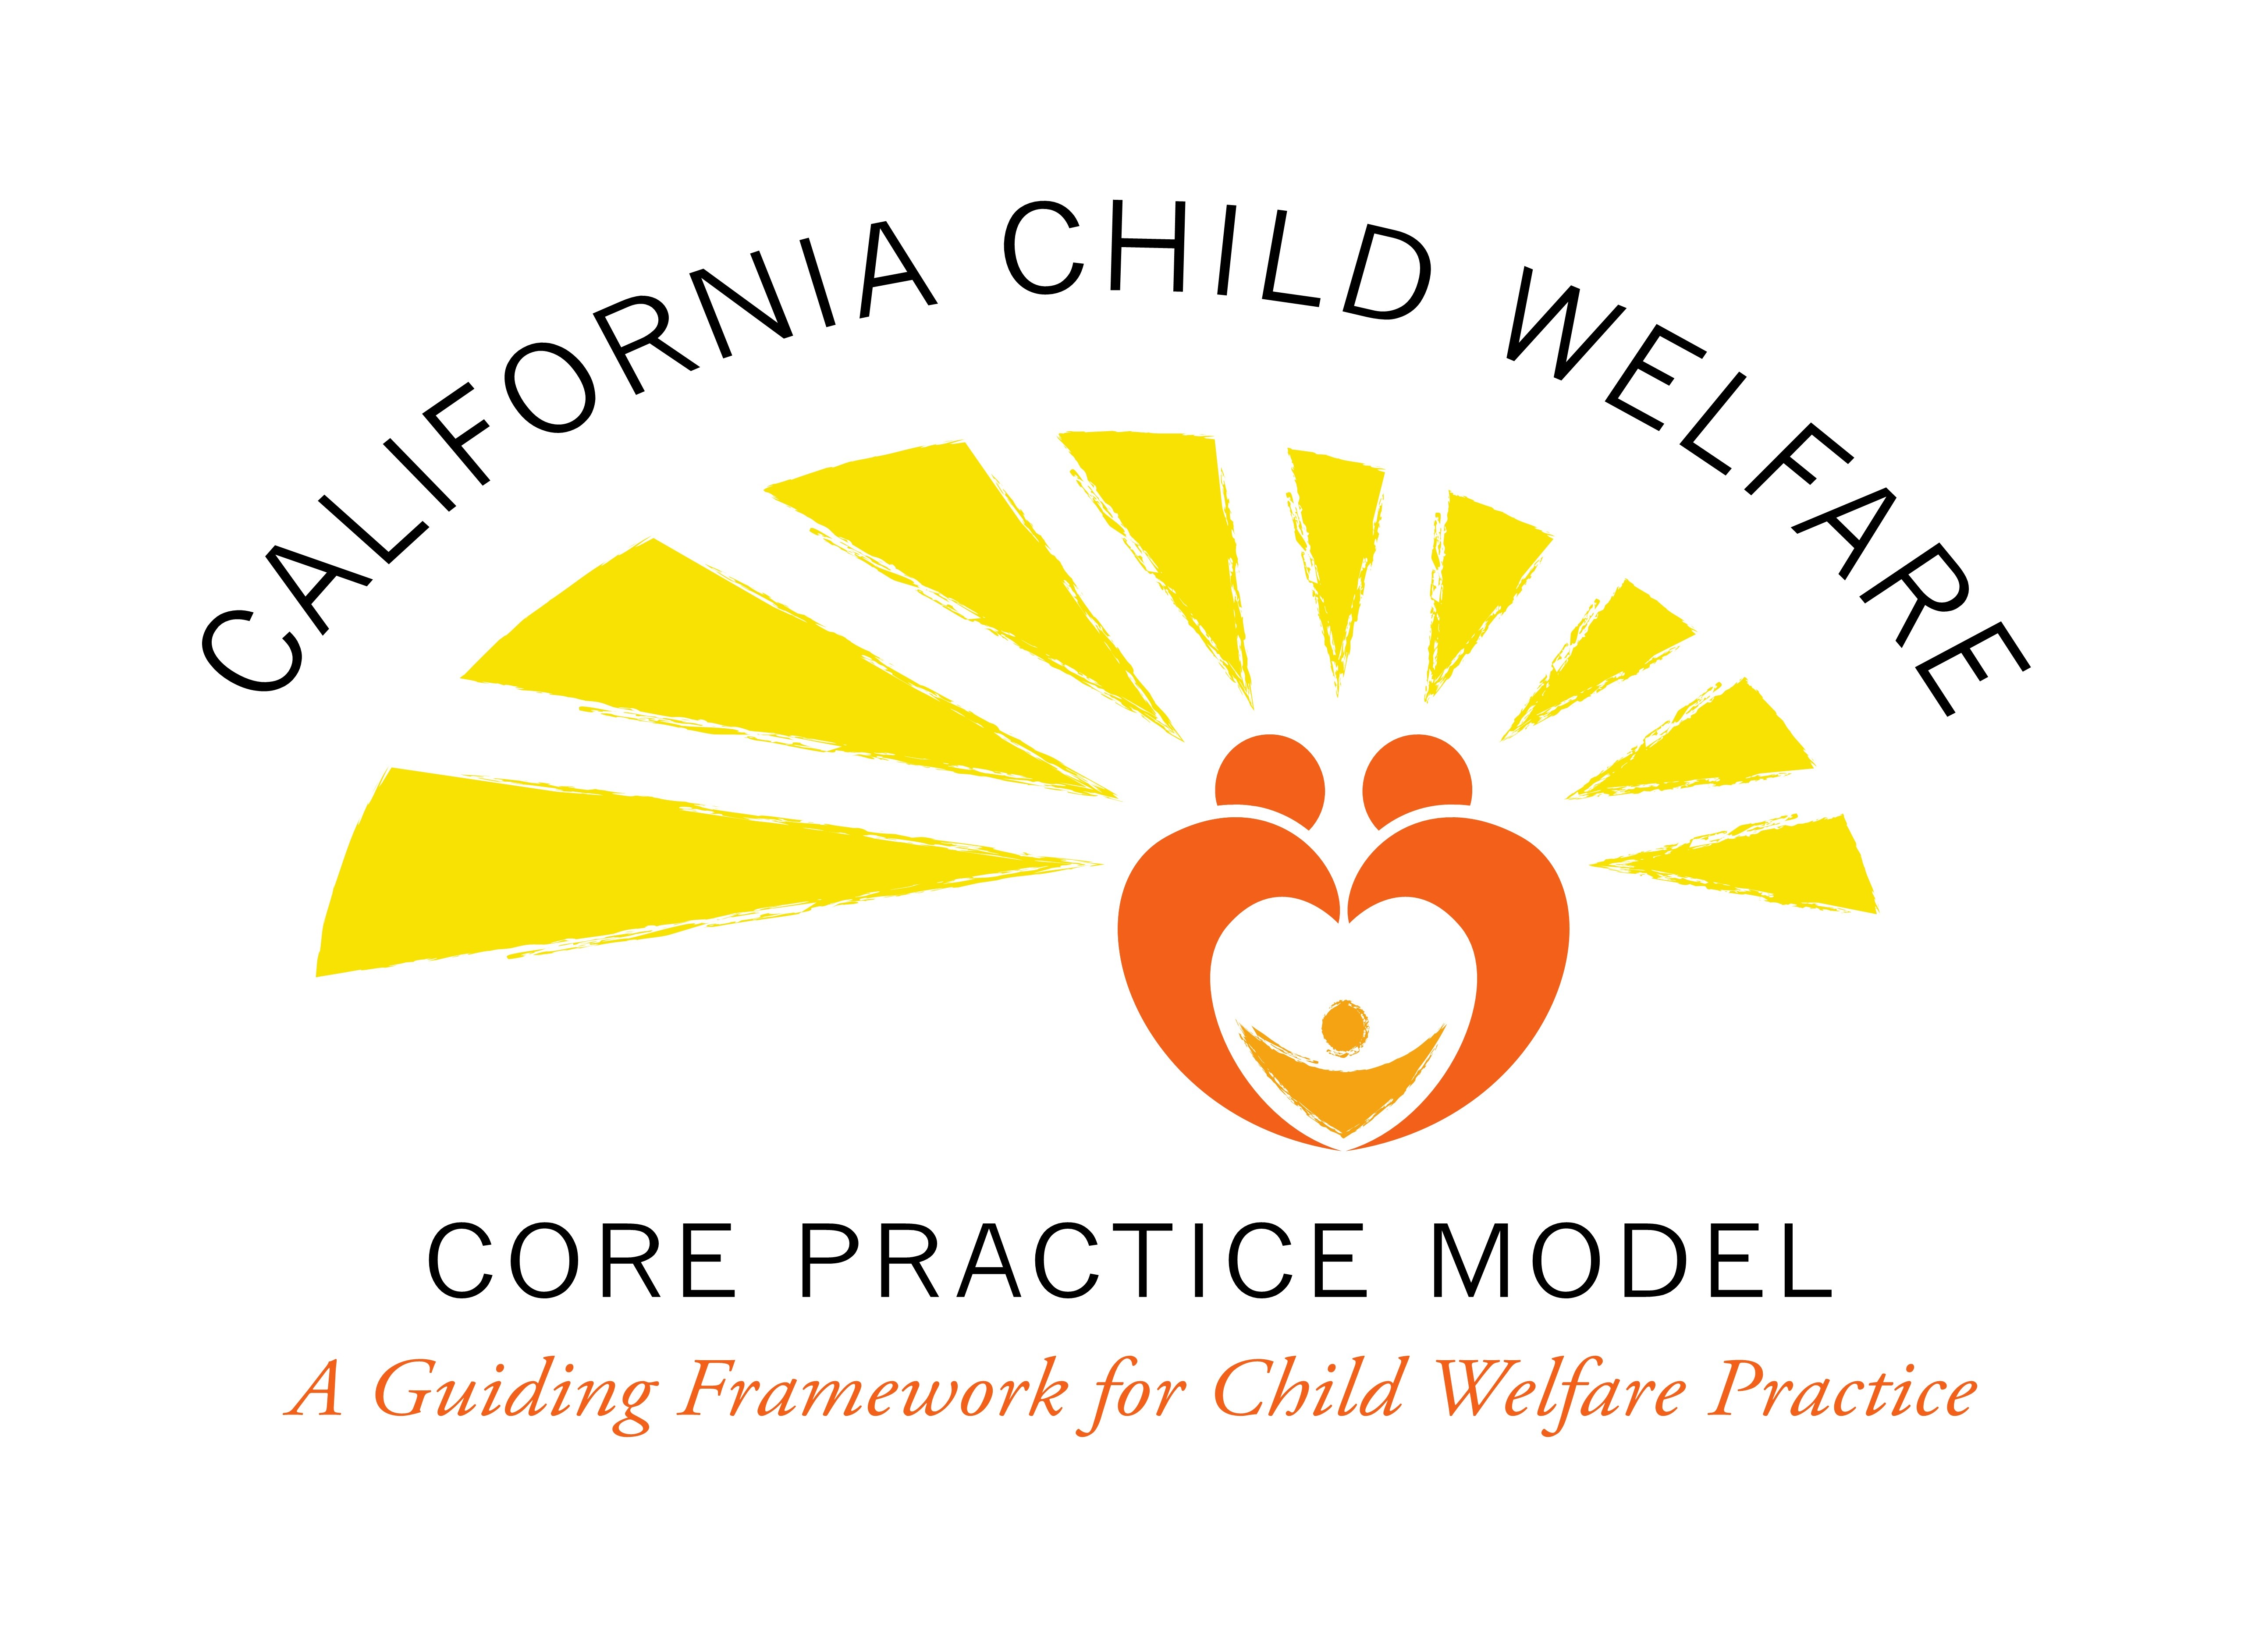 CALIFORNIA CHILD WELFARE
CORE PRACTICE MODEL
A Guiding Framework for Child Welfare Practice